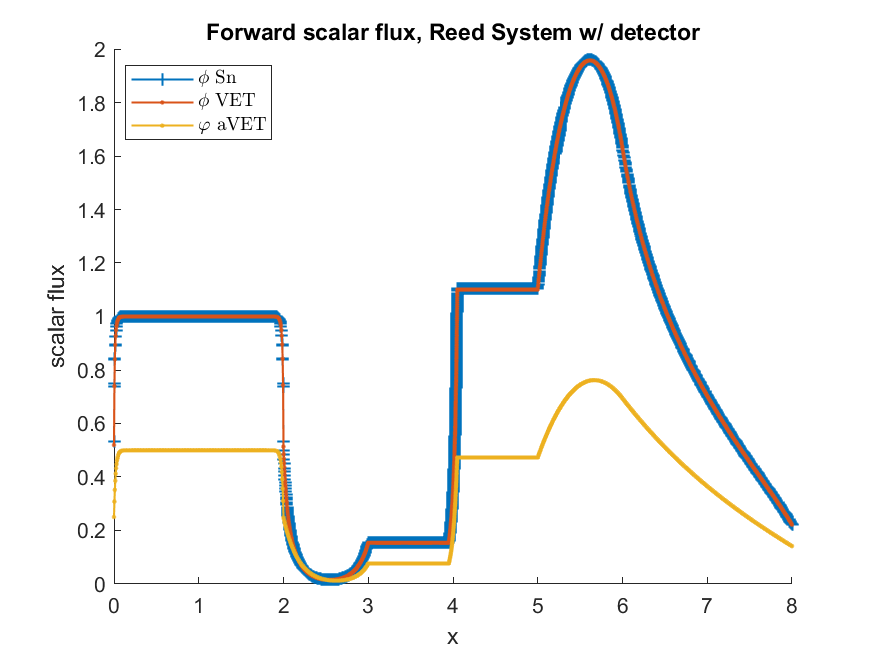 Forward scalar flux, Reed System w/ detector
ϕ Sn
ϕ VET
φ aVET
2
1.8
1.6
1.4
1.2
1
0.8
0.6
0.4
0.2
0
scalar flux
0 1 2 3 4 5 6 7 8
x